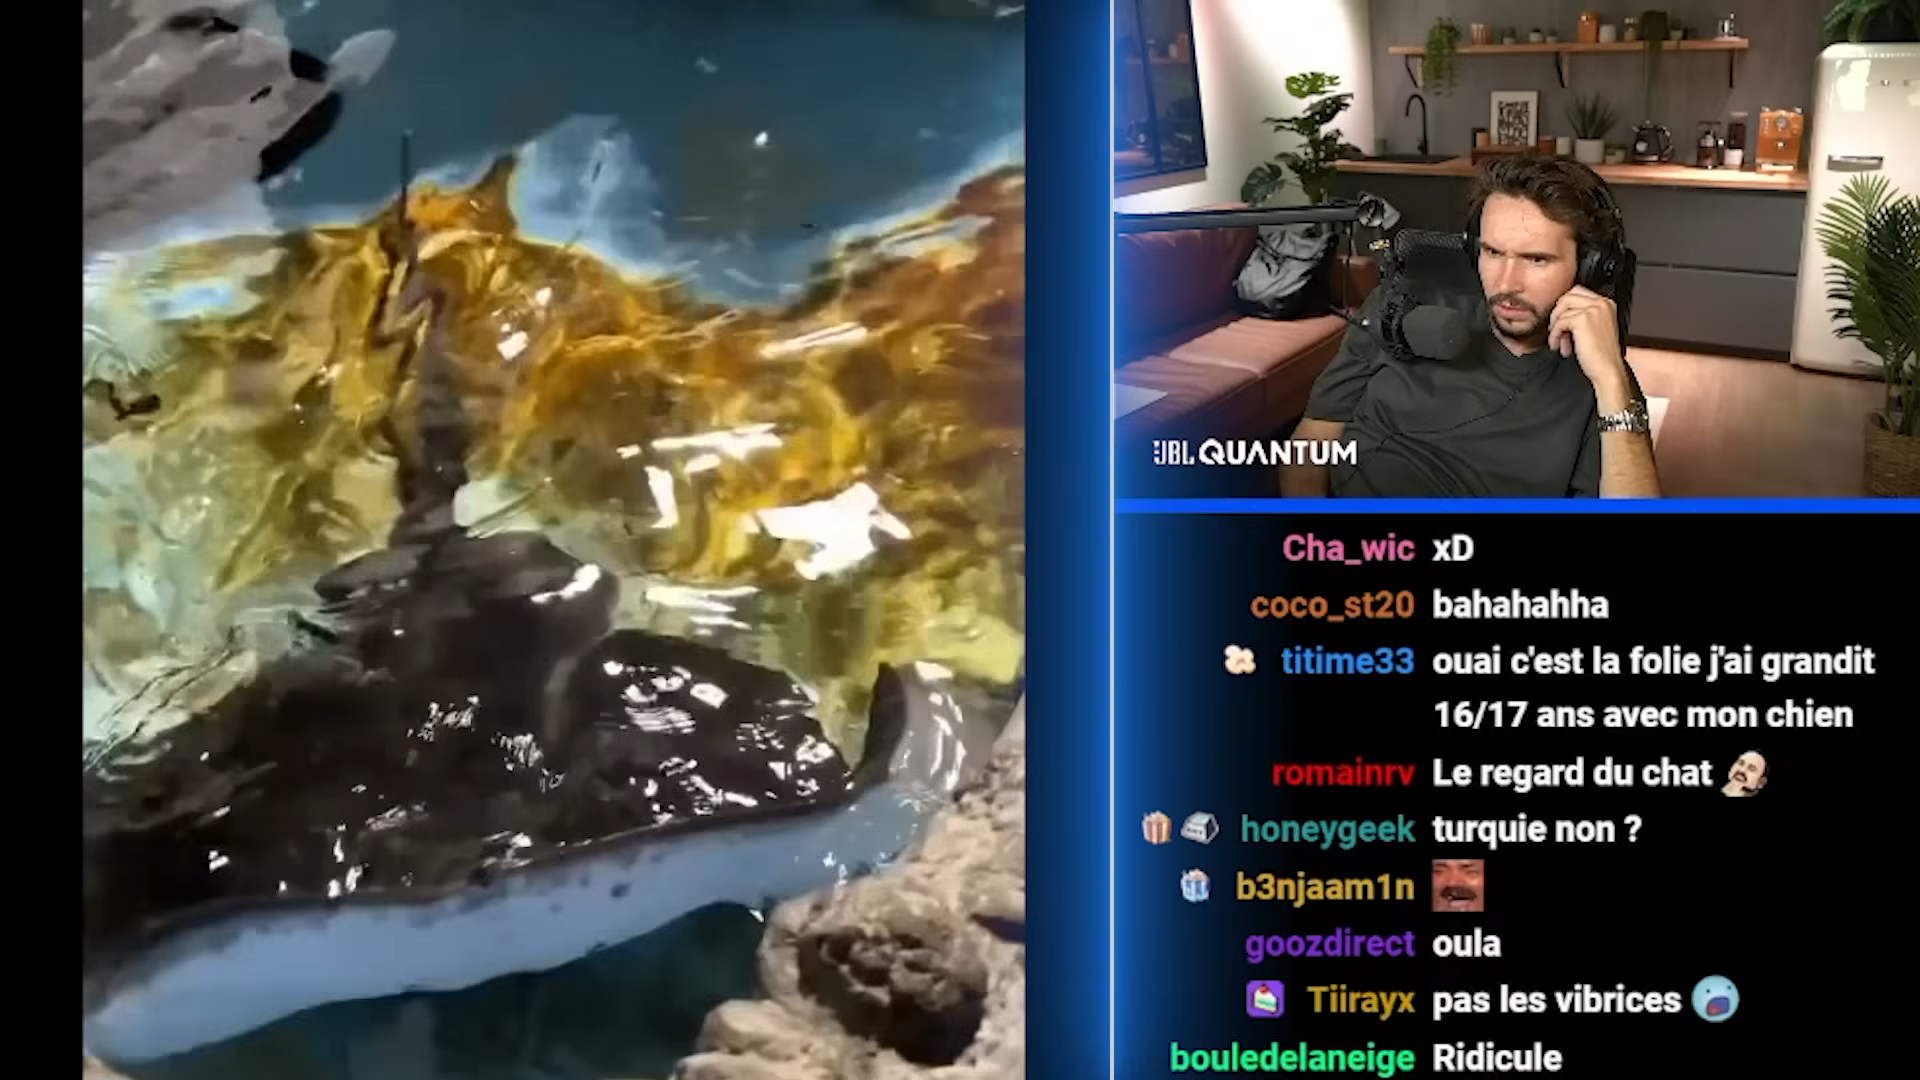 JBL QUANTUM
Cha_wic xD
coco_st20 bahahahha
titime33 ouai c'est la folie j'ai grandit
16/17 ans avec mon chien
romainrv Le regard du chat
honeygeek turquie non ?
b3njaam1n
goozdirect oula
Tiirayx pas les vibrices
bouledelaneige Ridicule